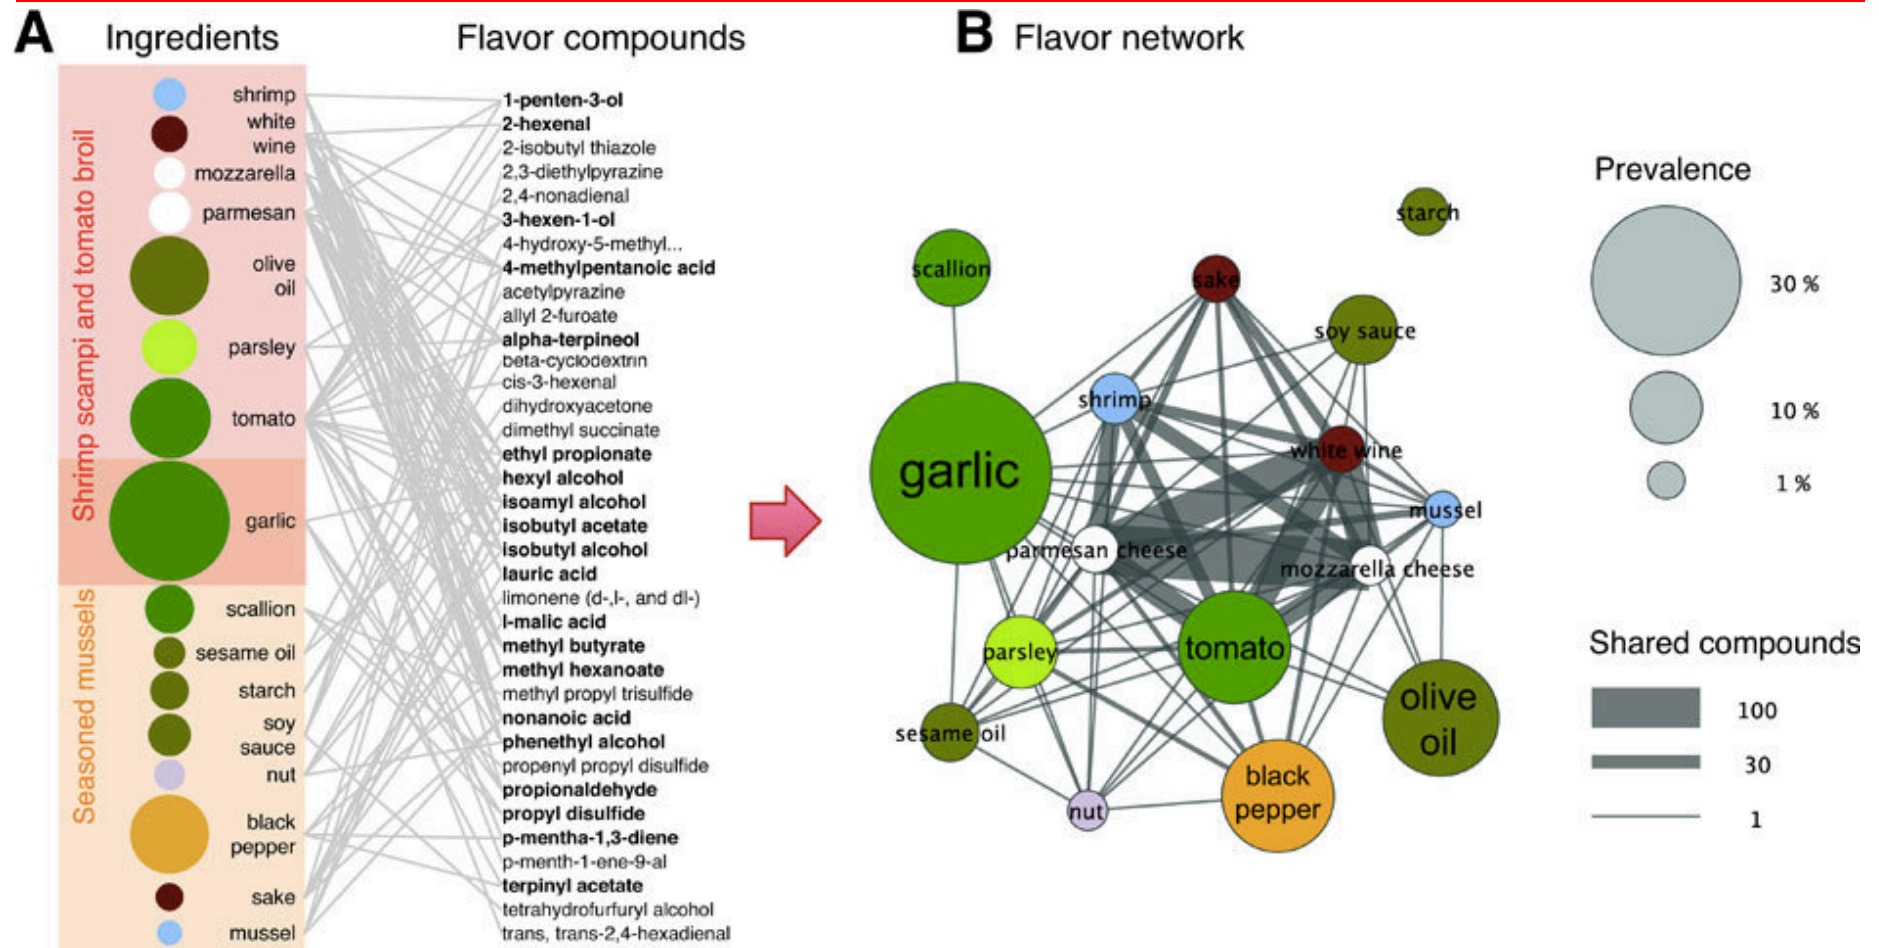 A
Ingredients
Flavor compounds
Shrimp scampi and tomato broil
Seasoned mussels
shrimp
white
wine
mozzarella
parmesan
olive
oil
parsley
tomato
garlic
scallion
sesame oil
starch
soy
sauce
nut
black
pepper
sake
mussel
1-penten-3-ol
2-hexenal
2-isobutyl thiazole
2,3-diethylpyrazine
2,4-nonadienal
3-hexen-1-ol
4-hydroxy-5-methyl...
4-methylpentanoic acid
acetylpyrazine
allyl 2-furoate
alpha-terpineol
beta-cyclodextrin
cis-3-hexenal
dihydroxyacetone
dimethyl succinate
ethyl propionate
hexyl alcohol
isoamyl alcohol
isobutyl acetate
isobutyl alcohol
lauric acid
limonene (d-,l-, and dl-)
l-malic acid
methyl butyrate
methyl hexanoate
methyl propyl trisulfide
nonanoic acid
phenethyl alcohol
propenyl propyl disulfide
propionaldehyde
propyl disulfide
p-mentha-1,3-diene
p-menth-1-ene-9-al
terpinyl acetate
tetrahydrofurfuryl alcohol
trans, trans-2,4-hexadienal
B
Flavor network
starch
scallion
sake
soy sauce
shrimp
white wine
garlic
mussel
parmesan cheese
mozzarella cheese
parsley
tomato
olive
oil
sesame oil
black
pepper
nut
Prevalence
30 %
10 %
1 %
Shared compounds
100
30
1